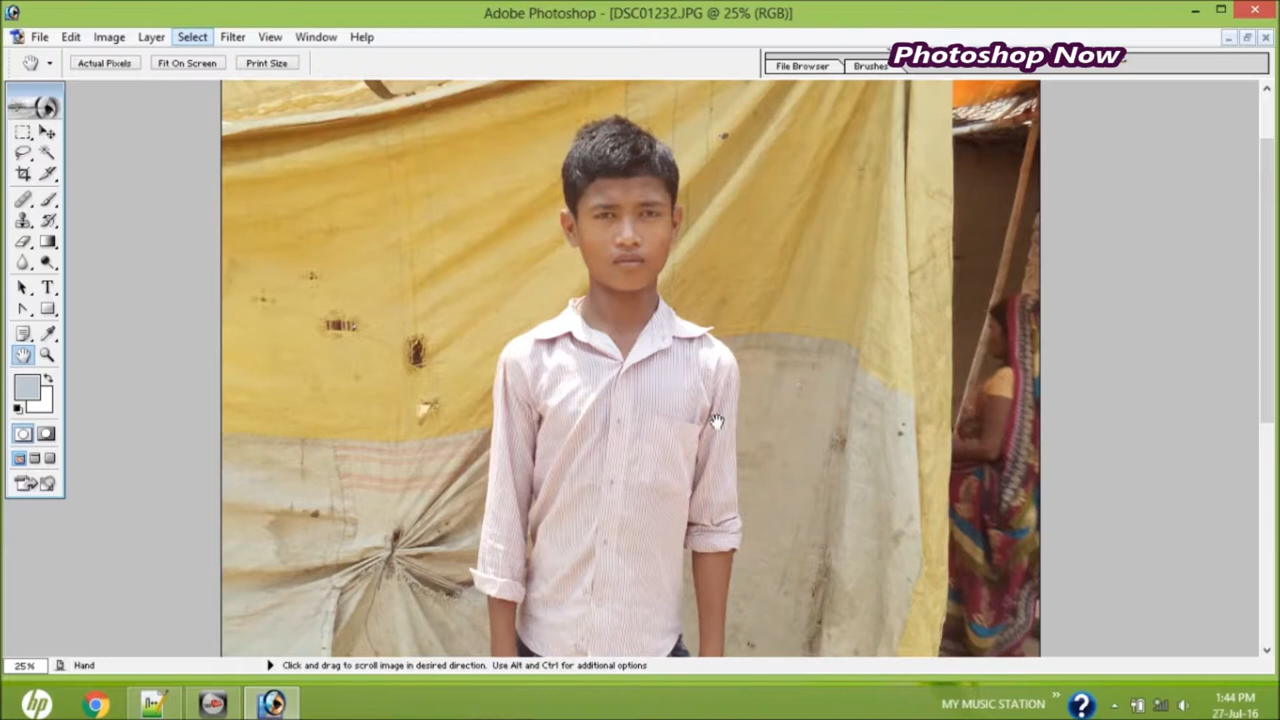 Adobe Photoshop - [DSC01232.JPG @ 25% (RGB)]
File Edit Image Layer Select Filter View Window Help
Actual Pixels Fit On Screen Print Size File Browser Brushes Photoshop Now
T
25% Hand Click and drag to scroll image in desired direction. Use Alt and Ctrl for additional options
hp MY MUSIC STATION ? 1:44 PM
27-Jul-16